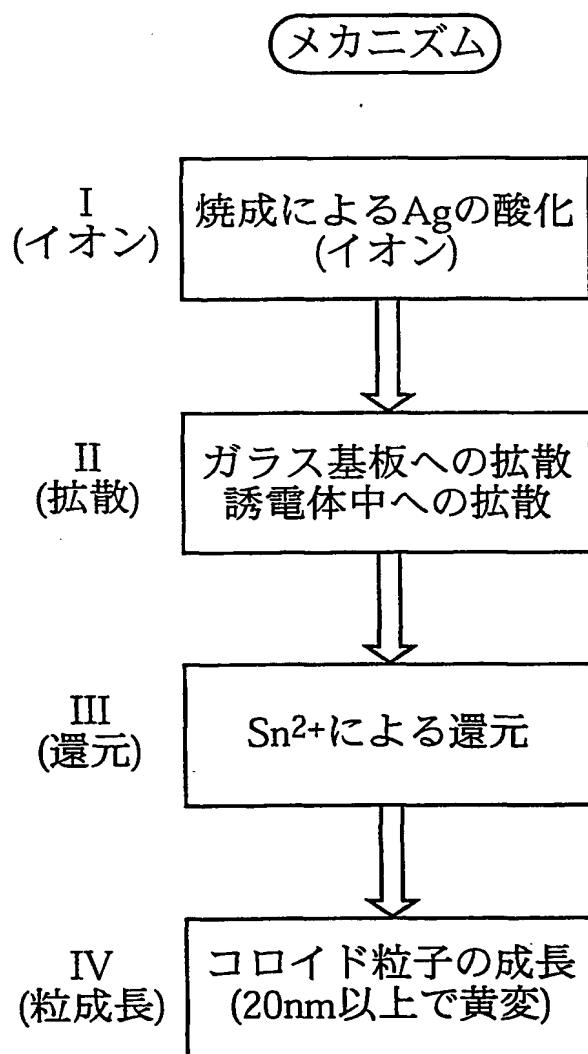 メカニズム
I
(イオン)
焼成によるAgの酸化
(イオン)
II
(拡散)
ガラス基板への拡散
誘電体中への拡散
III
(還元)
Sn²⁺による還元
IV
(粒成長)
コロイド粒子の成長
(20nm以上で黄変)